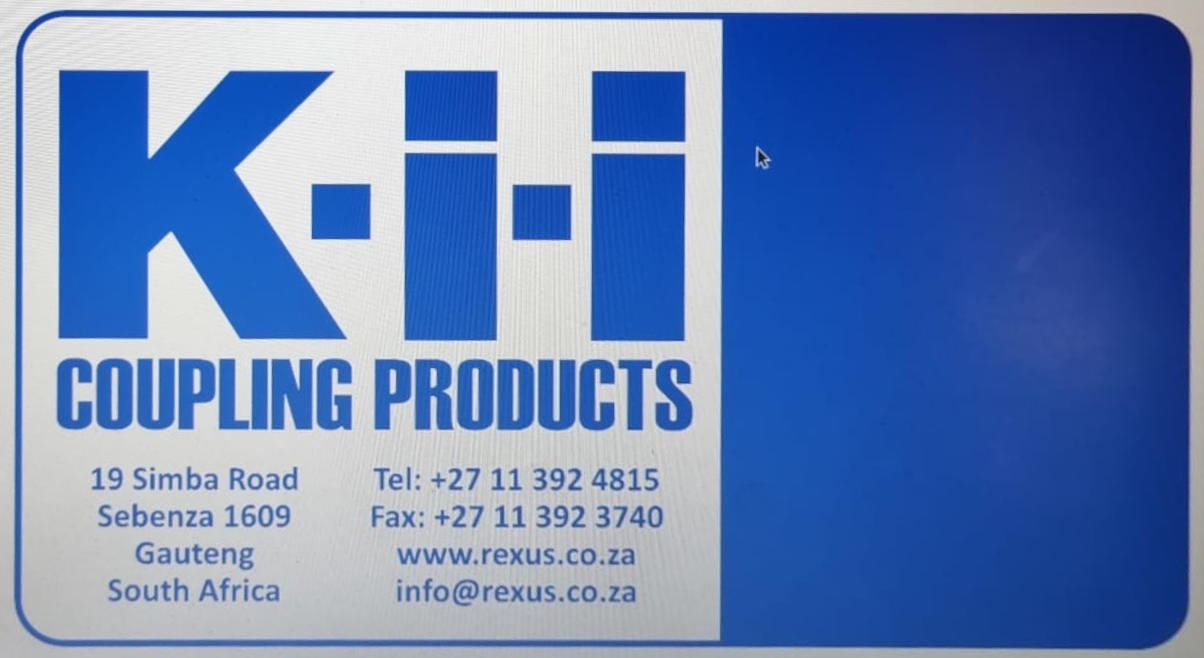 K-i-i
COUPLING PRODUCTS
19 Simba Road
Sebenza 1609
Gauteng
South Africa
Tel: +27 11 392 4815
Fax: +27 11 392 3740
www.rexus.co.za
info@rexus.co.za